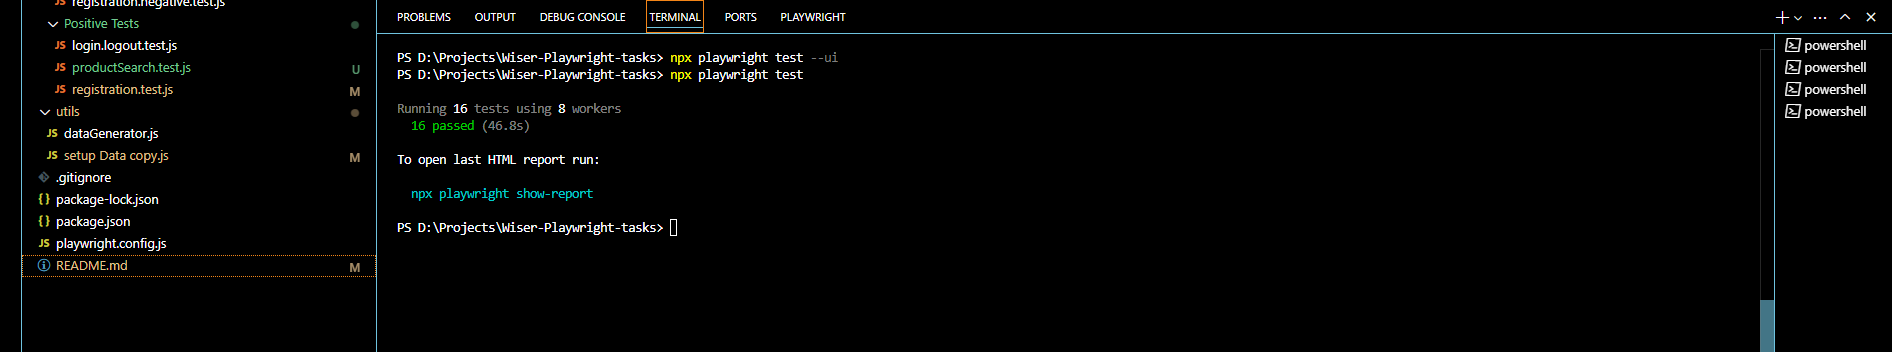 registration.negative.test.js
Positive Tests
JS login.logout.test.js
JS productSearch.test.js U
JS registration.test.js M
utils
JS dataGenerator.js
JS setup Data copy.js M
.gitignore
{} package-lock.json
{} package.json
JS playwright.config.js
README.md M
PROBLEMS OUTPUT DEBUG CONSOLE TERMINAL PORTS PLAYWRIGHT
PS D:\Projects\Wiser-Playwright-tasks> npx playwright test --ui
PS D:\Projects\Wiser-Playwright-tasks> npx playwright test
Running 16 tests using 8 workers
16 passed (46.8s)
To open last HTML report run:
npx playwright show-report
PS D:\Projects\Wiser-Playwright-tasks>
powershell
powershell
powershell
powershell